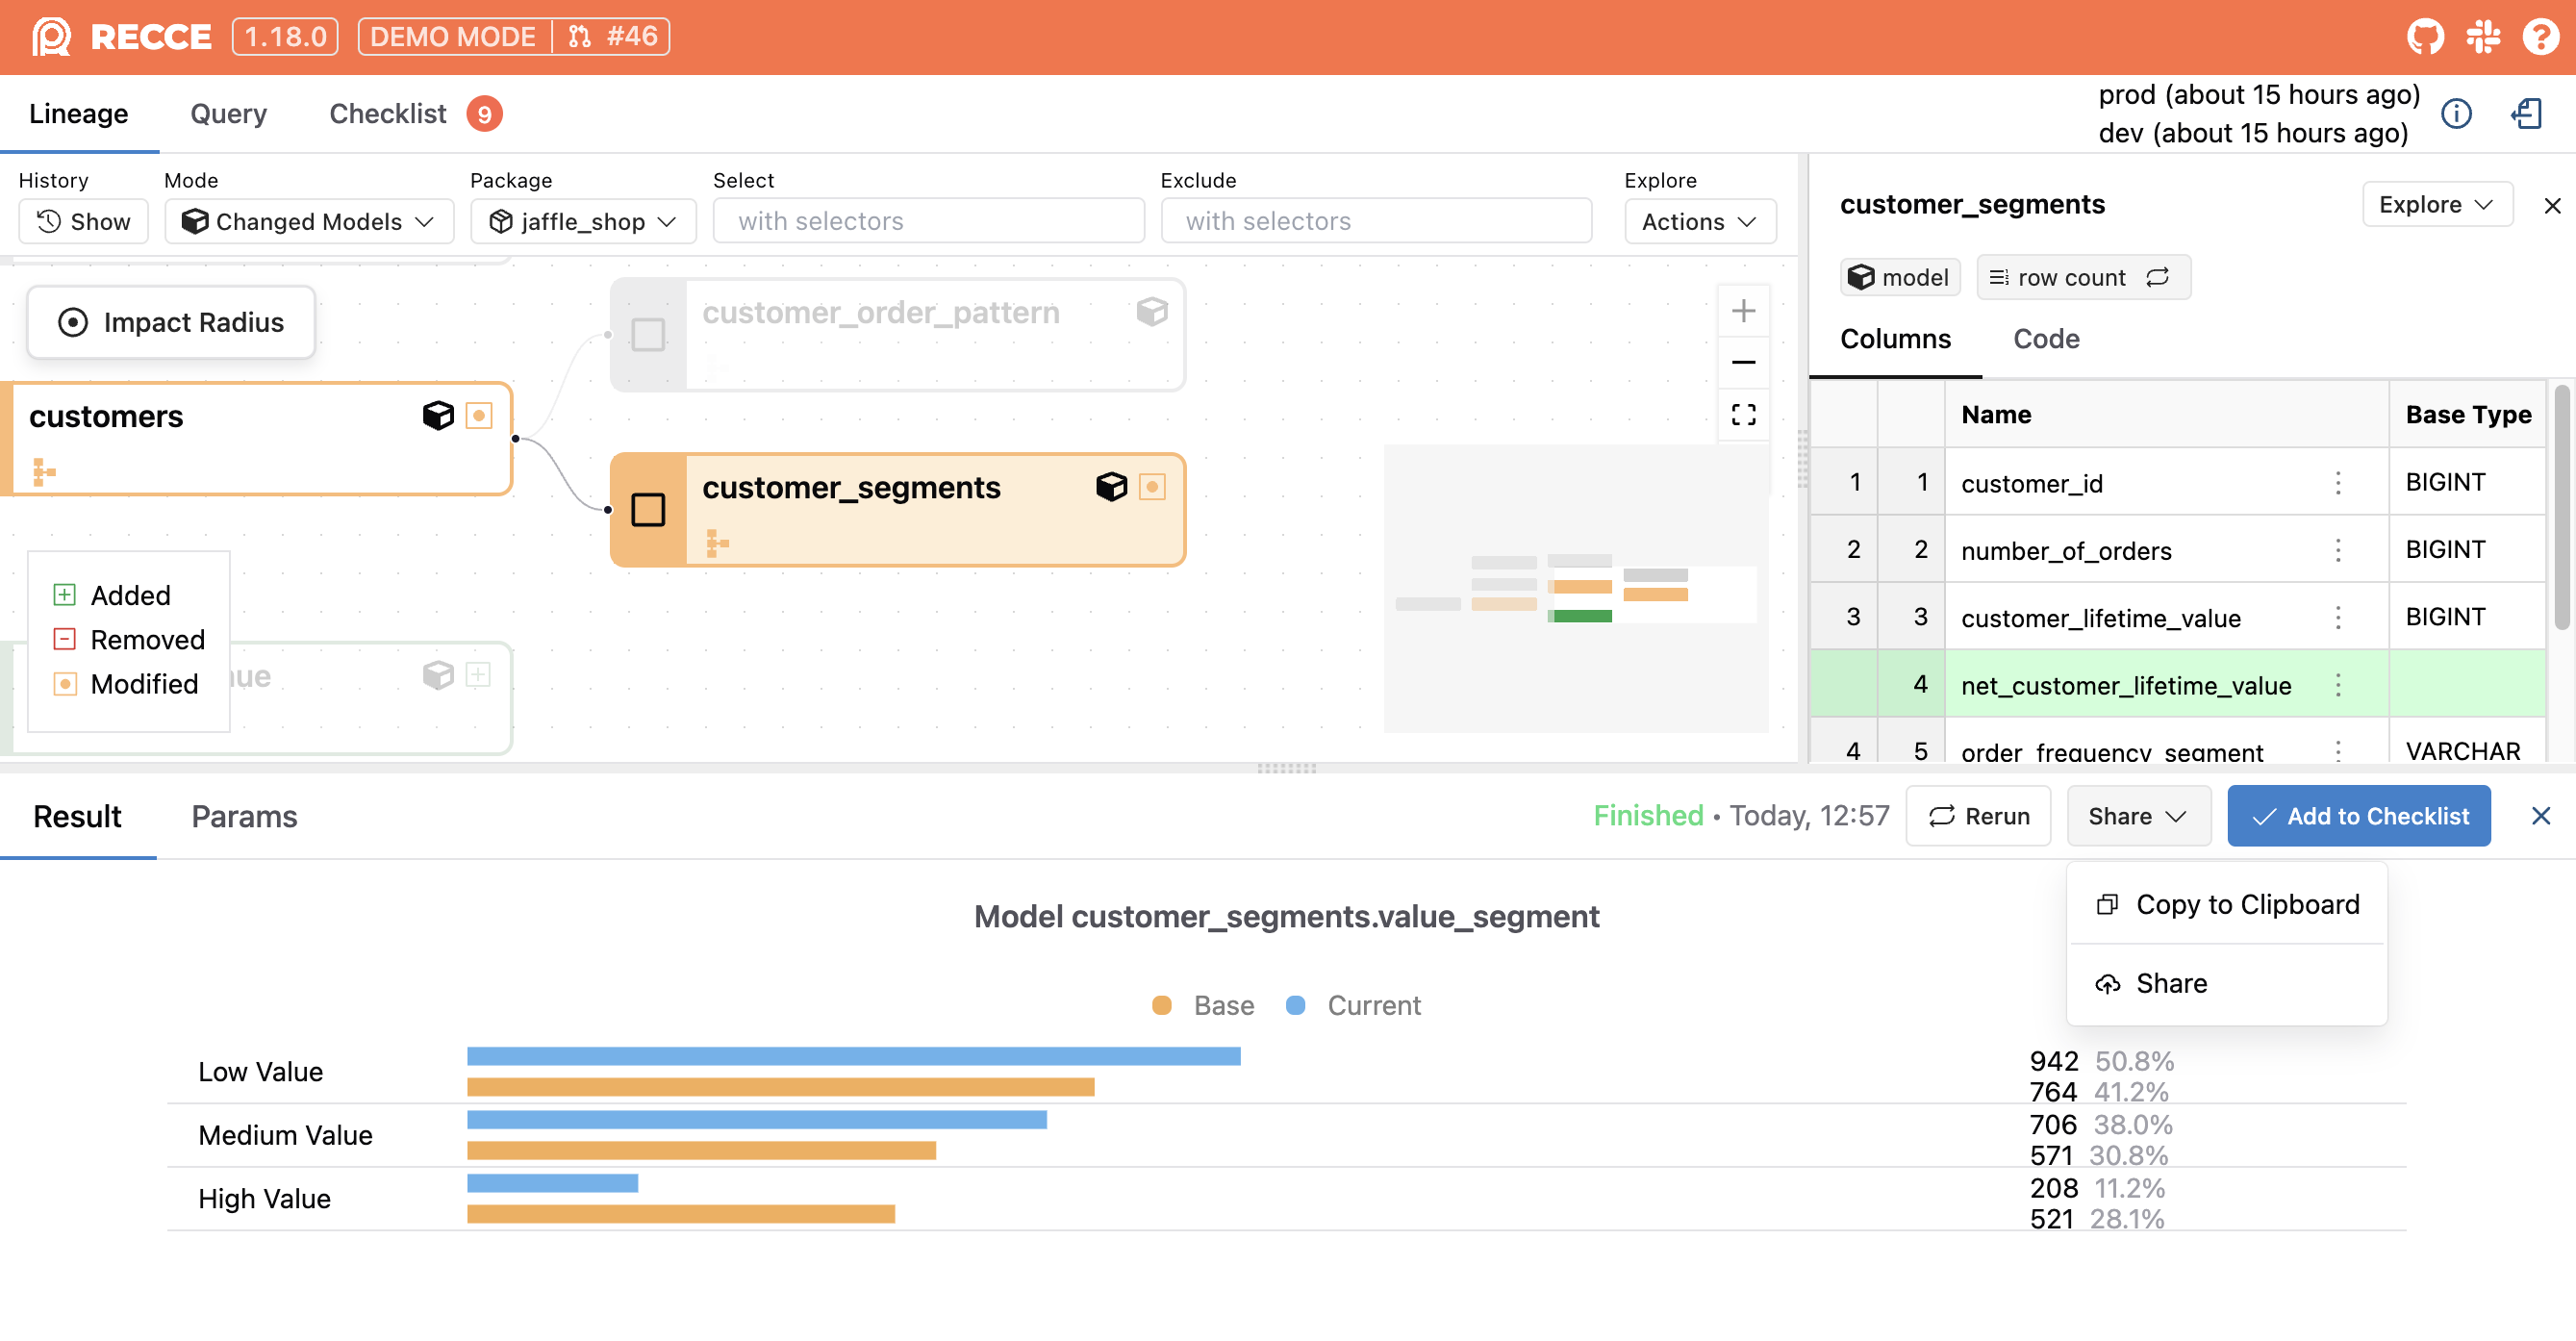 RECCE 1.18.0 DEMO MODE #46
Lineage Query Checklist 9
prod (about 15 hours ago)
dev (about 15 hours ago)
History Mode Package Select Exclude Explore
Show Changed Models jaffle_shop with selectors with selectors Actions
Impact Radius
customer_order_pattern
customers
customer_segments
Added
Removed
Modified
customer_segments Explore
model row count
Columns Code
Name Base Type
1 1 customer_id BIGINT
2 2 number_of_orders BIGINT
3 3 customer_lifetime_value BIGINT
4 net_customer_lifetime_value
4 5 order_frequency_segment VARCHAR
Result Params
Finished • Today, 12:57 Rerun Share Add to Checklist
Copy to Clipboard
Share
Model customer_segments.value_segment
Base Current
Low Value
942 50.8%
764 41.2%
Medium Value
706 38.0%
571 30.8%
High Value
208 11.2%
521 28.1%